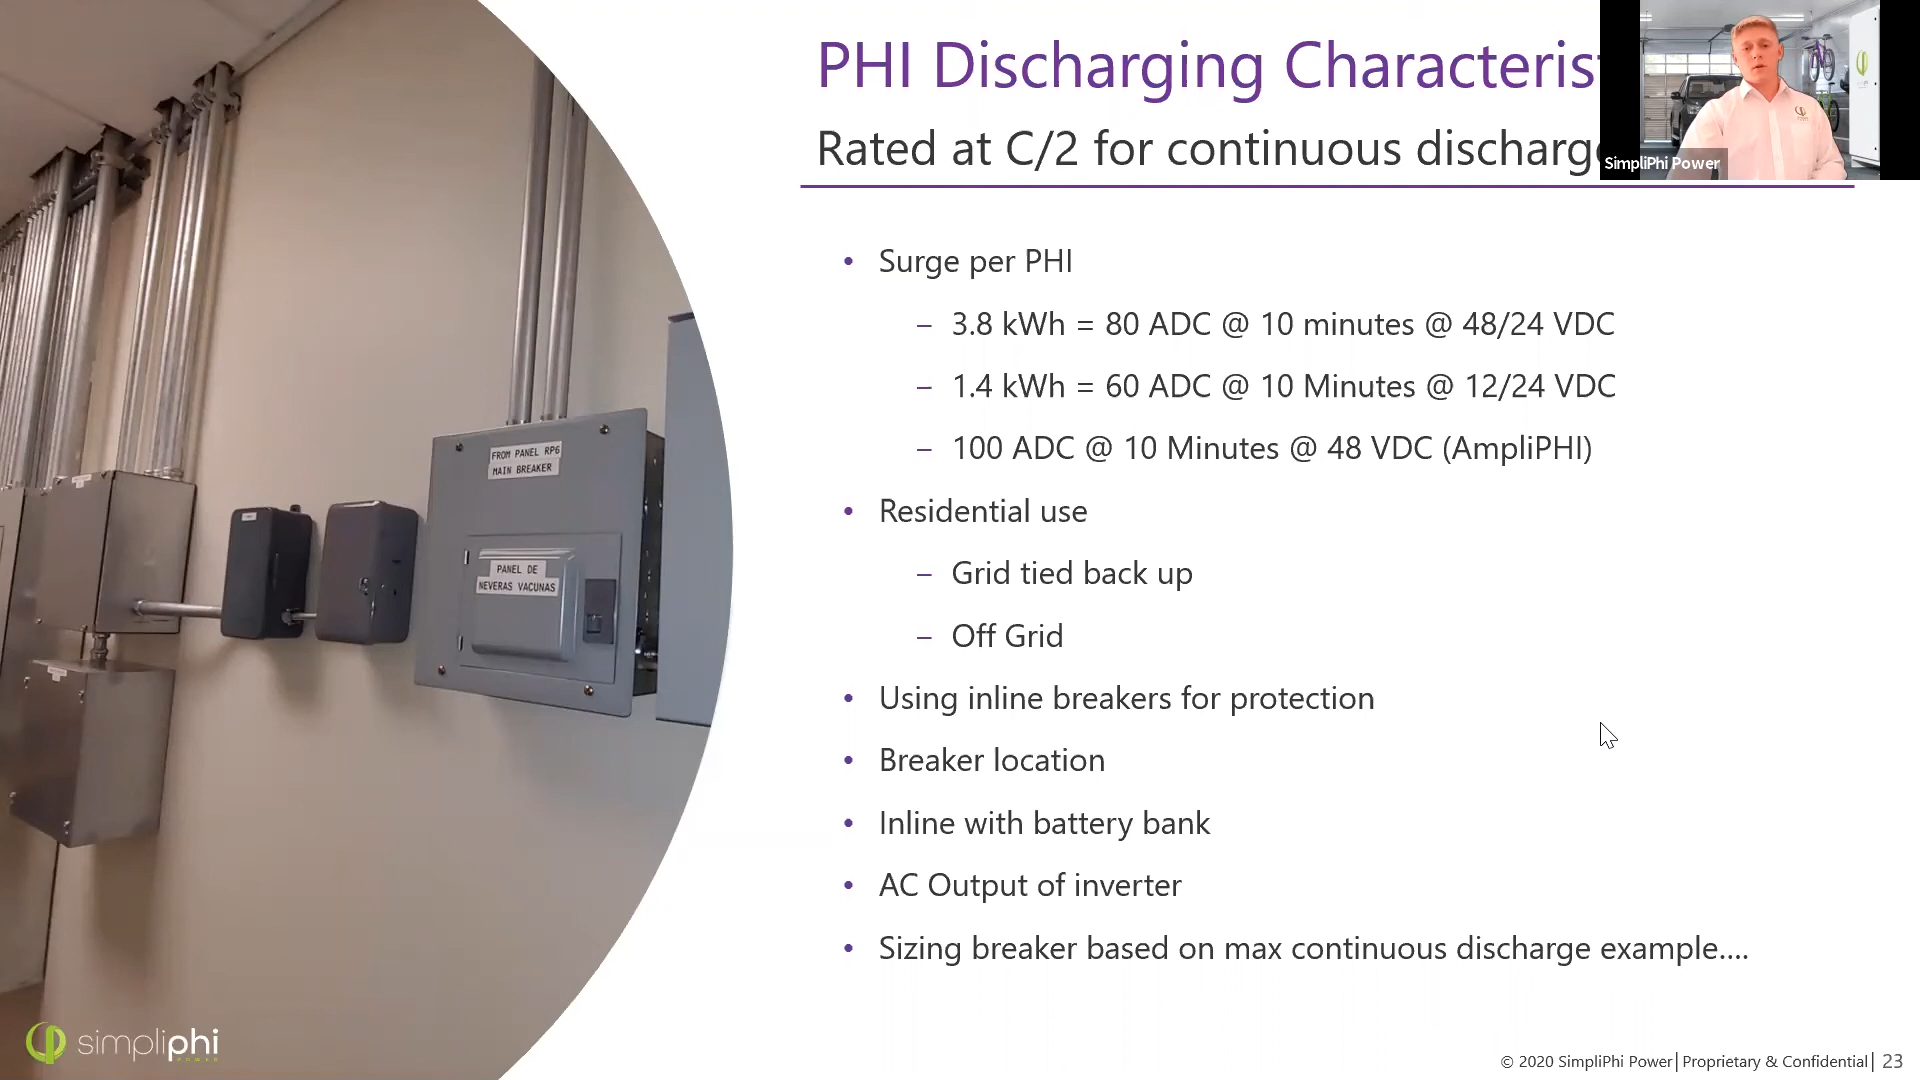 PHI Discharging Characteris
SimpliPhi Power
Rated at C/2 for continuous discharg
• Surge per PHI
– 3.8 kWh = 80 ADC @ 10 minutes @ 48/24 VDC
– 1.4 kWh = 60 ADC @ 10 Minutes @ 12/24 VDC
– 100 ADC @ 10 Minutes @ 48 VDC (AmpliPHI)
• Residential use
– Grid tied back up
– Off Grid
• Using inline breakers for protection
• Breaker location
• Inline with battery bank
• AC Output of inverter
• Sizing breaker based on max continuous discharge example....
FROM PANEL RP6
MAIN BREAKER
PANEL DE
NEVERAS VACUNAS
simpliphi
POWER
© 2020 SimpliPhi Power| Proprietary & Confidential| 23